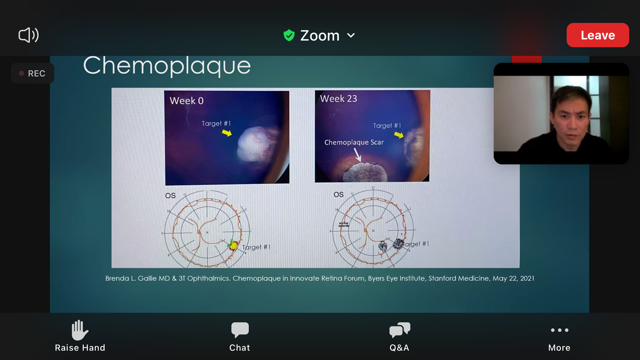 Zoom
Leave
REC
Chemoplaque
Week 0
Target #1
Week 23
Target #1
Chemoplaque Scar
OS
Target #1
OS
Target #1
Brenda L. Gallie MD & 3T Ophthalmics. Chemoplaque in Innovate Retina Forum, Byers Eye Institute, Stanford Medicine, May 22, 2021
Raise Hand
Chat
Q&A
More